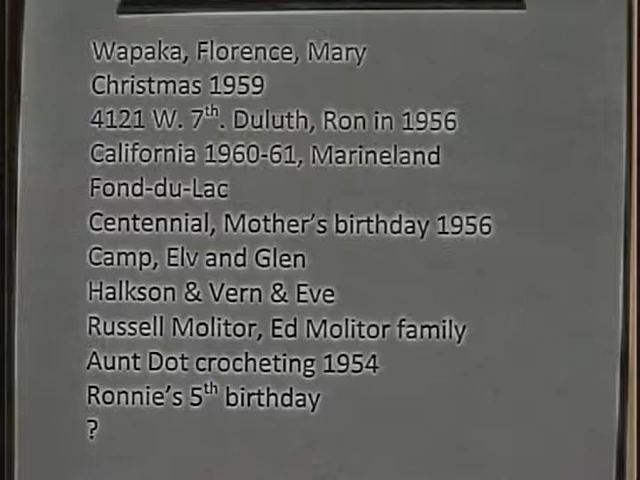 Wapaka, Florence, Mary
Christmas 1959
4121 W. 7th. Duluth, Ron in 1956
California 1960-61, Marineland
Fond-du-Lac
Centennial, Mother's birthday 1956
Camp, Elv and Glen
Halkson & Vern & Eve
Russell Molitor, Ed Molitor family
Aunt Dot crocheting 1954
Ronnie's 5th birthday
?